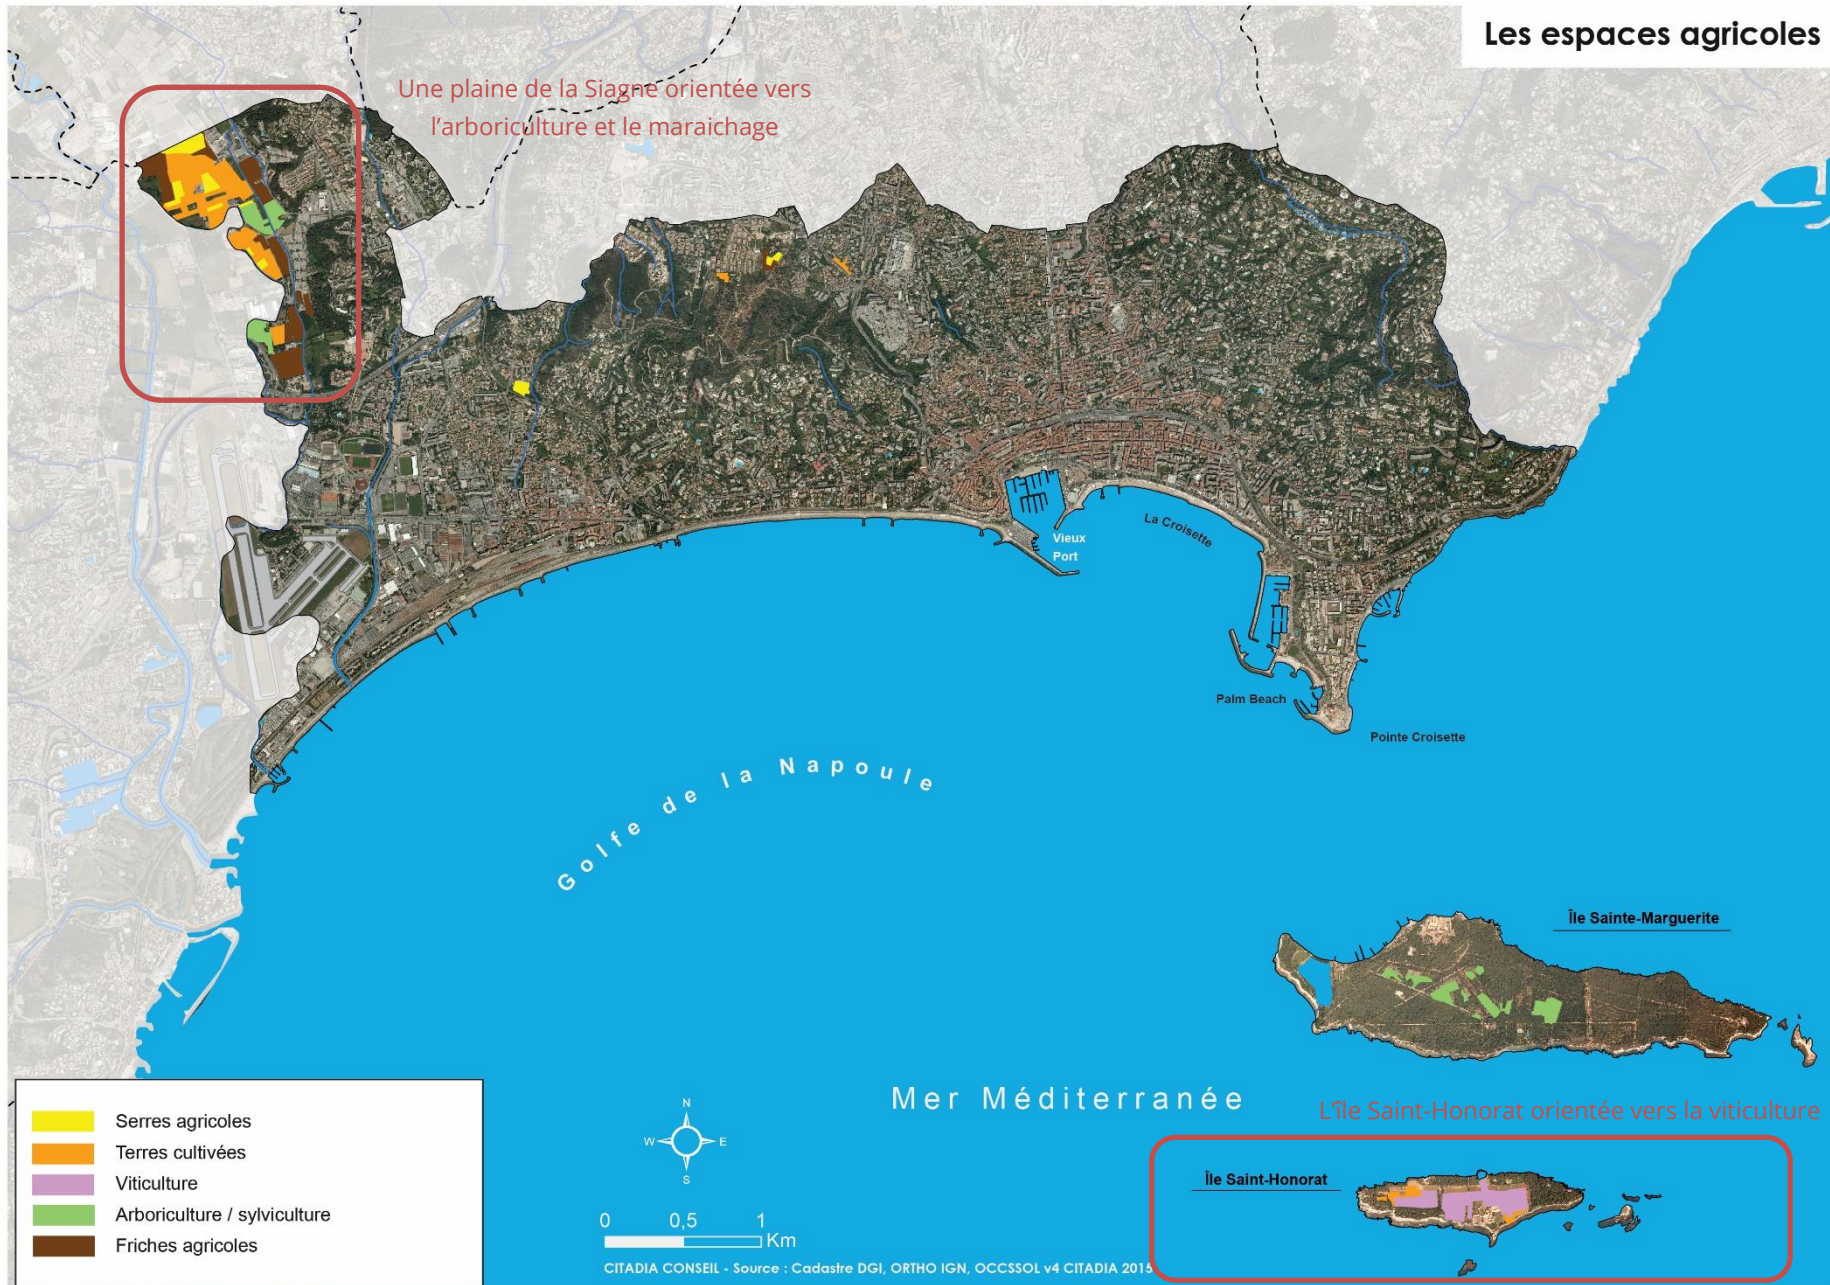 Les espaces agricoles
Une plaine de la Siagne orientée vers
l'arboriculture et le maraichage
La Croisette
Vieux
Port
Palm Beach
Pointe Croisette
Golfe de la Napoule
Île Sainte-Marguerite
Mer Méditerranée
L'île Saint-Honorat orientée vers la viticulture
Île Saint-Honorat
Serres agricoles
Terres cultivées
Viticulture
Arboriculture / sylviculture
Friches agricoles
N
W E
S
0 0,5 1
Km
CITADIA CONSEIL - Source : Cadastre DGI, ORTHO IGN, OCCSSOL v4 CITADIA 2015